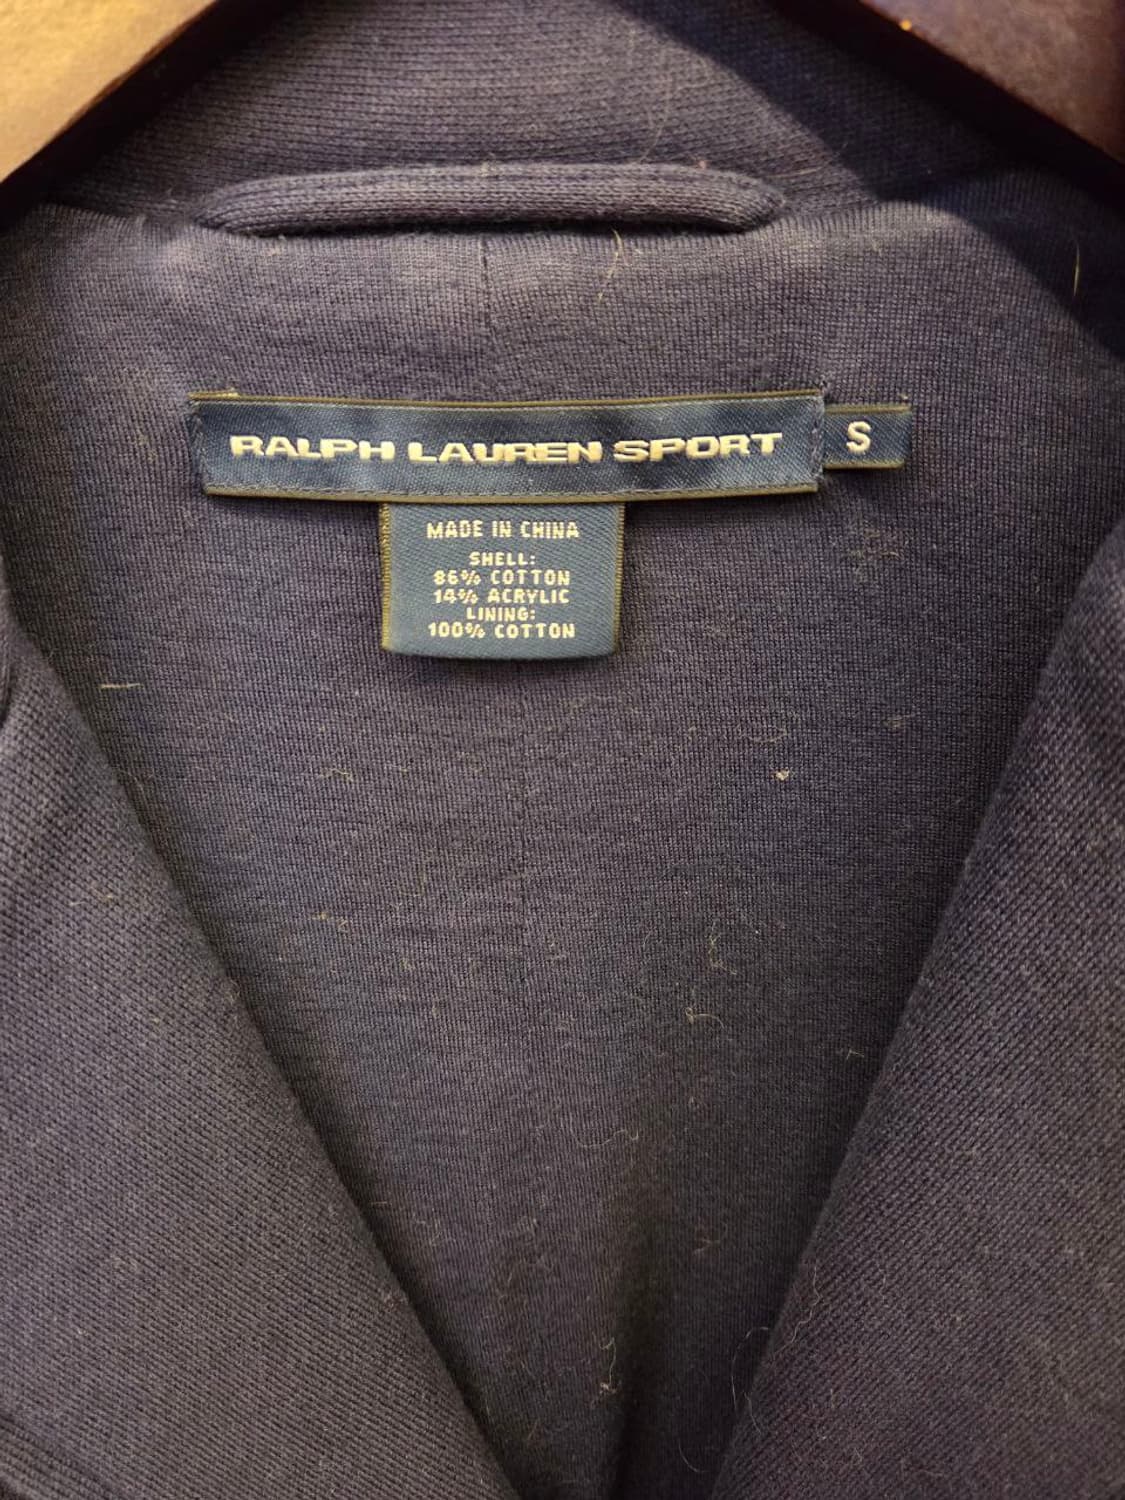 RALPH LAUREN SPORT
S
MADE IN CHINA
SHELL:
86% COTTON
14% ACRYLIC
LINING:
100% COTTON